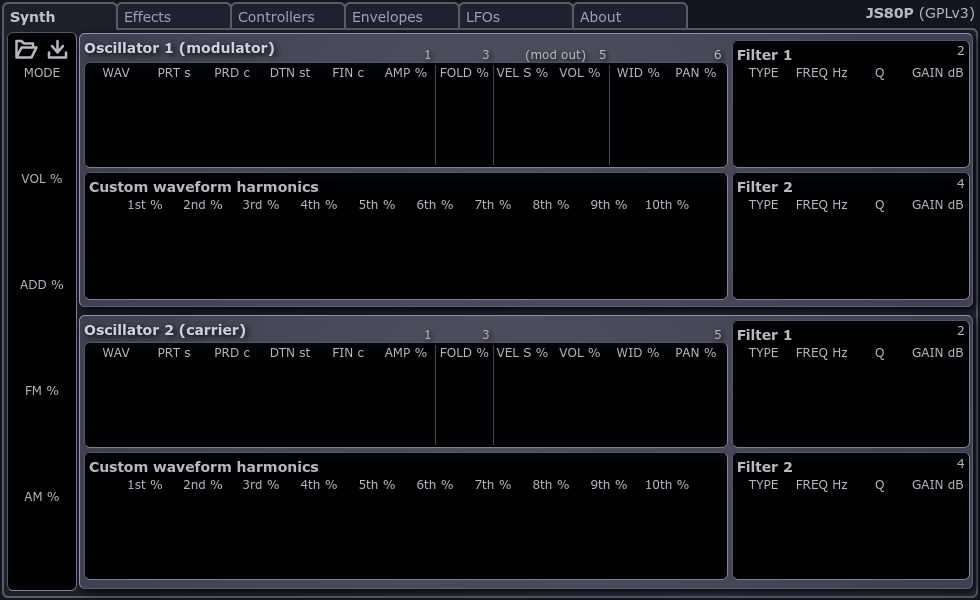 Synth Effects Controllers Envelopes LFOs About JS80P (GPLv3)
MODE
VOL %
ADD %
FM %
AM %
Oscillator 1 (modulator) 1 3 (mod out) 5 6
WAV PRT s PRD c DTN st FIN c AMP % FOLD % VEL S % VOL % WID % PAN %
Custom waveform harmonics
1st % 2nd % 3rd % 4th % 5th % 6th % 7th % 8th % 9th % 10th %
Filter 1 2
TYPE FREQ Hz Q GAIN dB
Filter 2 4
TYPE FREQ Hz Q GAIN dB
Oscillator 2 (carrier) 1 3 5
WAV PRT s PRD c DTN st FIN c AMP % FOLD % VEL S % VOL % WID % PAN %
Custom waveform harmonics
1st % 2nd % 3rd % 4th % 5th % 6th % 7th % 8th % 9th % 10th %
Filter 1 2
TYPE FREQ Hz Q GAIN dB
Filter 2 4
TYPE FREQ Hz Q GAIN dB